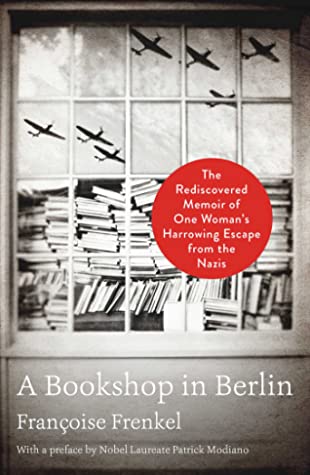 The
Rediscovered
Memoir of
One Woman's
Harrowing Escape
from the
Nazis
A Bookshop in Berlin
Françoise Frenkel
With a preface by Nobel Laureate Patrick Modiano